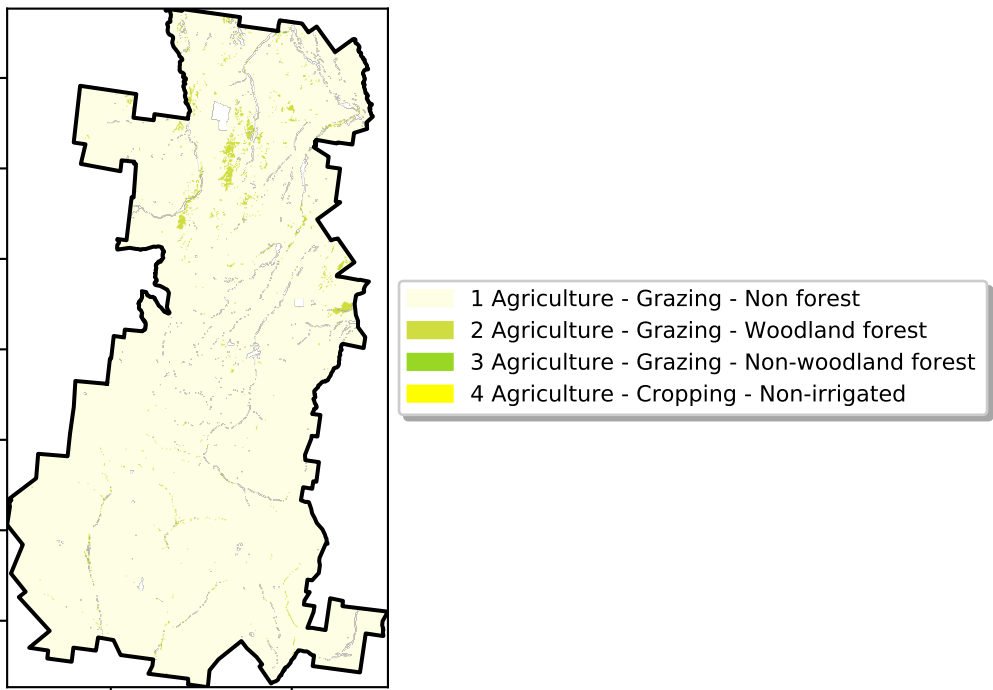 1 Agriculture - Grazing - Non forest
2 Agriculture - Grazing - Woodland forest
3 Agriculture - Grazing - Non-woodland forest
4 Agriculture - Cropping - Non-irrigated